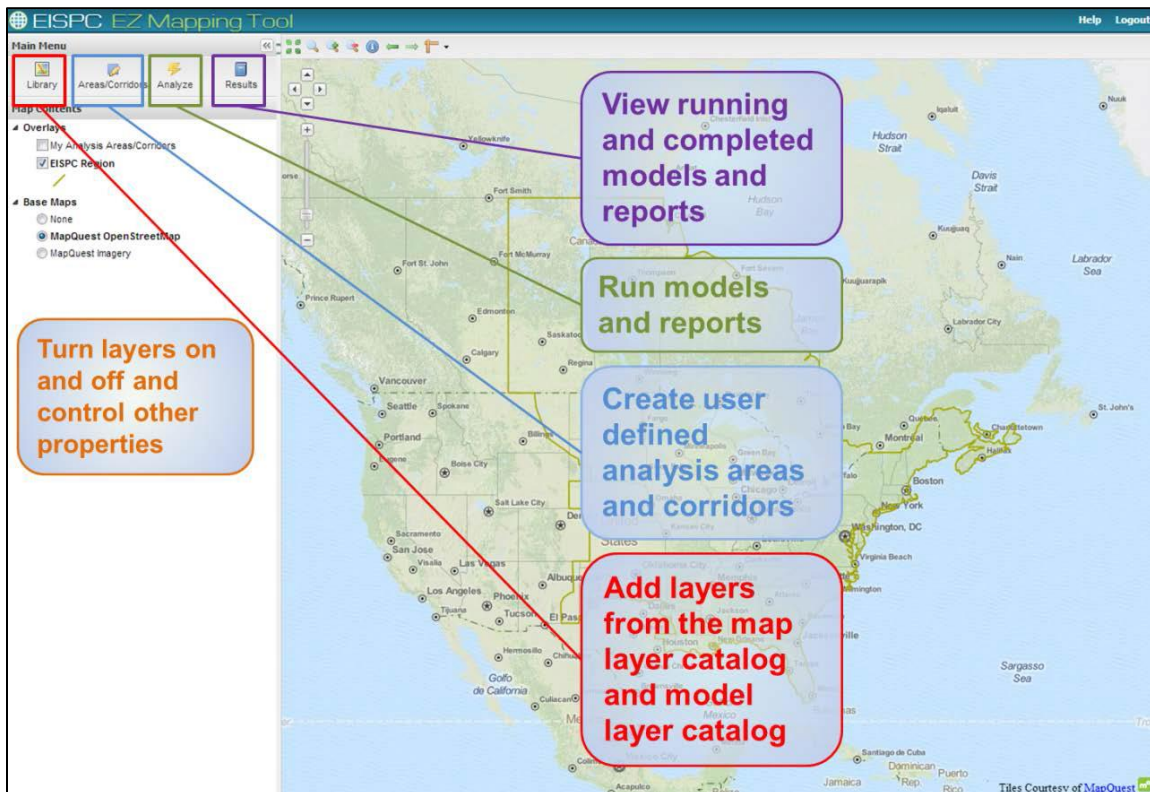 EISPC EZ Mapping Tool
Help Logout
Main Menu
Library
Areas/Corridors
Analyze
Results
Map Contents
Overlays
My Analysis Areas/Corridors
EISPC Region
Base Maps
None
MapQuest OpenStreetMap
MapQuest Imagery
Turn layers on
and off and
control other
properties
View running
and completed
models and
reports
Run models
and reports
Create user
defined
analysis areas
and corridors
Add layers
from the map
layer catalog
and model
layer catalog
Nuuk
Iqaluit
Hudson
Strait
Davis
Strait
Yellowknife
Fort Smith
Hudson
Bay
Kuujjuaq
Nain
Labrador
Sea
Fort St. John
Fort McMurray
Kuujjuarapik
Prince Rupert
Edmonton
Labrador City
Calgary
Regina
Vancouver
Seattle
Spokane
St. John's
Québec
Charlottetown
Portland
Billings
Montréal
Halifax
Eugene
Boise City
Boston
New York
Salt Lake City
Washington, DC
States
Sacramento
San Jose
Visalia
Las Vegas
Virginia Beach
Los Angeles
Phoenix
Tijuana
Tucson
El Paso
Hermosillo
Golfo
de California
Culiacan
Sargasso
Sea
Mexico City
Acapulco
Santiago de Cuba
Jamaica
Dominican
Rep.
Puerto
Rico
Tiles Courtesy of MapQuest